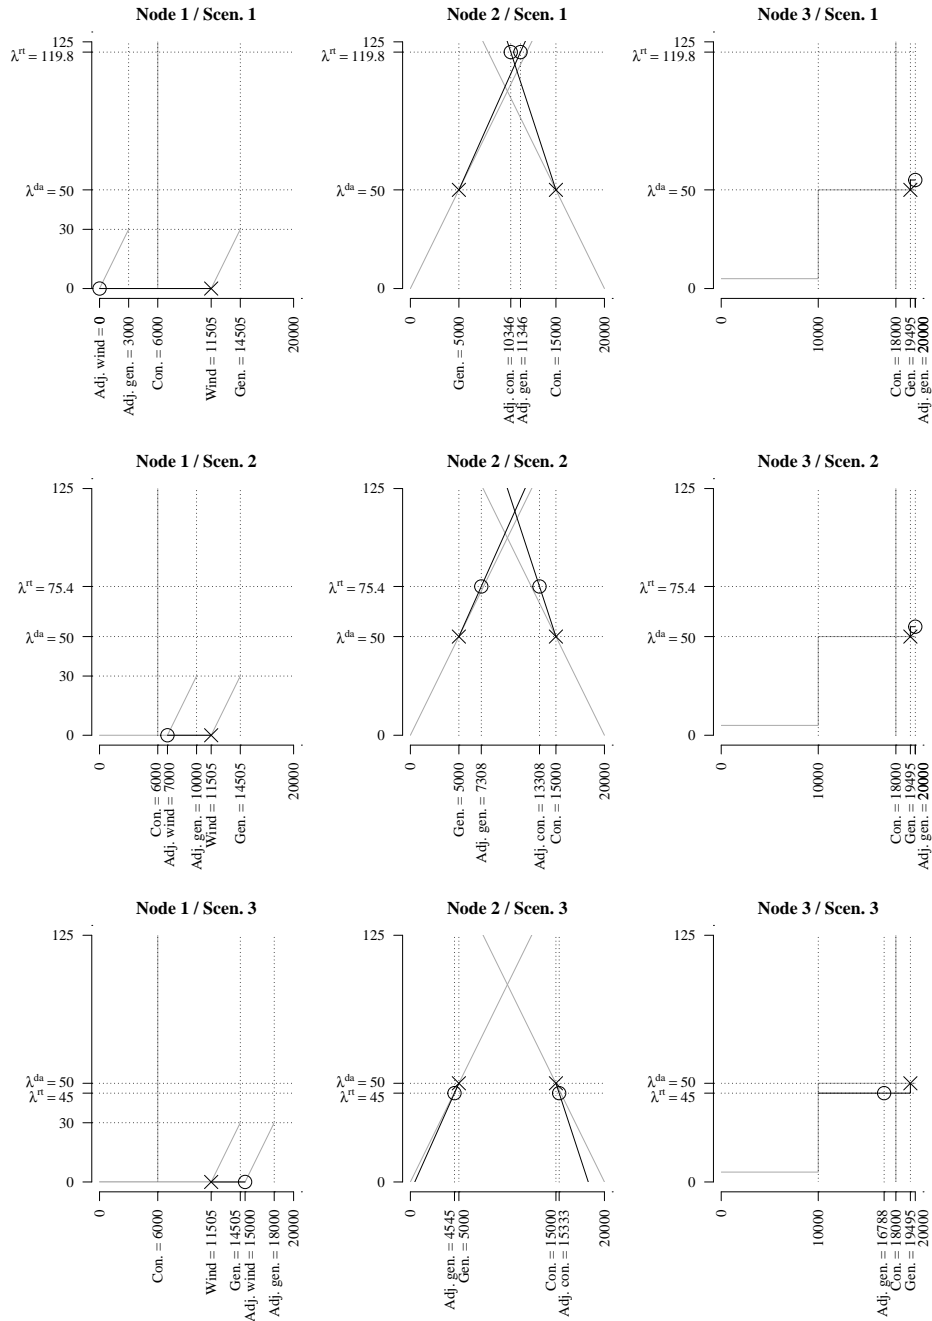 Node 1 / Scen. 1
125
λrt = 119.8
λda = 50
30
0
0
Adj. wind = 0
Adj. gen. = 3000
Con. = 6000
Wind = 11505
Gen. = 14505
20000
Node 2 / Scen. 1
125
λrt = 119.8
λda = 50
0
0
Gen. = 5000
Adj. con. = 10346
Adj. gen. = 11346
Con. = 15000
20000
Node 3 / Scen. 1
125
λrt = 119.8
λda = 50
0
0
10000
Con. = 18000
Gen. = 19495
20000
Adj. gen. = 20000
Node 1 / Scen. 2
125
λrt = 75.4
λda = 50
30
0
0
Con. = 6000
Adj. wind = 7000
Adj. gen. = 10000
Wind = 11505
Gen. = 14505
20000
Node 2 / Scen. 2
125
λrt = 75.4
λda = 50
0
0
Gen. = 5000
Adj. gen. = 7308
Adj. con. = 13308
Con. = 15000
20000
Node 3 / Scen. 2
125
λrt = 75.4
λda = 50
0
0
10000
Con. = 18000
Gen. = 19495
20000
Adj. gen. = 20000
Node 1 / Scen. 3
125
λda = 50
λrt = 45
30
0
0
Con. = 6000
Wind = 11505
Gen. = 14505
Adj. wind = 15000
Adj. gen. = 18000
20000
Node 2 / Scen. 3
125
λda = 50
λrt = 45
0
0
Adj. gen. = 4545
Gen. = 5000
Con. = 15000
Adj. con. = 15333
20000
Node 3 / Scen. 3
125
λda = 50
λrt = 45
0
0
10000
Adj. gen. = 16788
Con. = 18000
Gen. = 19495
20000